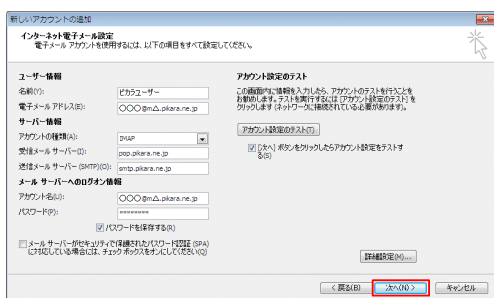 新しいアカウントの追加
インターネット電子メール設定
電子メール アカウントを使用するには、以下の項目をすべて設定してください。
ユーザー情報
名前(Y):
ピカラユーザー
電子メール アドレス(E):
〇〇〇@m△.pikara.ne.jp
サーバー情報
アカウントの種類(A):
IMAP
受信メール サーバー(I):
pop.pikara.ne.jp
送信メール サーバー (SMTP)(O):
smtp.pikara.ne.jp
メール サーバーへのログオン情報
アカウント名(U):
〇〇〇@m△.pikara.ne.jp
パスワード(P):
********
パスワードを保存する(R)
メール サーバーがセキュリティで保護されたパスワード認証 (SPA)
に対応している場合には、チェック ボックスをオンにしてください(Q)
アカウント設定のテスト
この画面内に情報を入力したら、アカウントのテストを行うことを
お勧めします。テストを実行するには [アカウント設定のテスト] を
クリックします (ネットワークに接続されている必要があります)。
アカウント設定のテスト(T)
[次へ] ボタンをクリックしたらアカウント設定をテストす
る(S)
詳細設定(M)...
< 戻る(B)
次へ(N) >
キャンセル